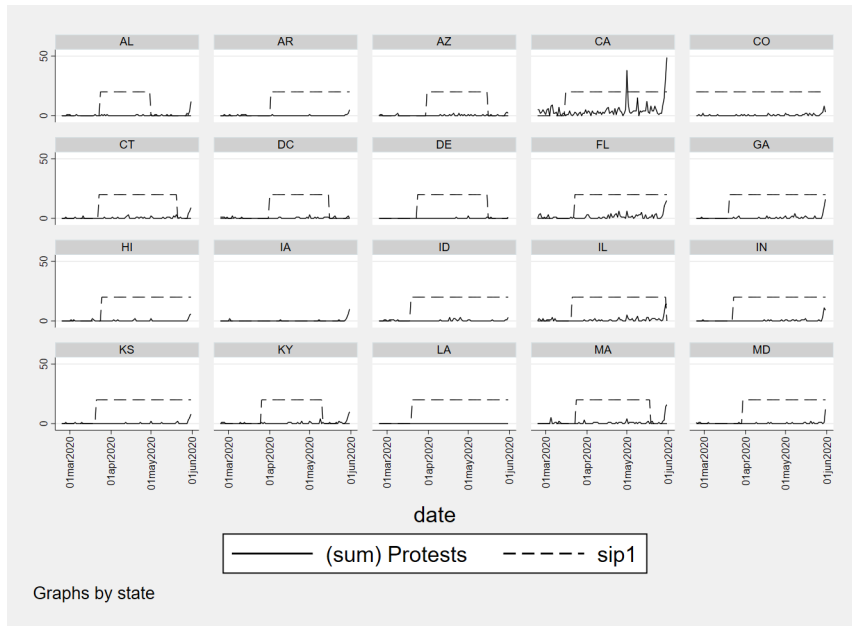 AL AR AZ CA CO
50
0
CT DC DE FL GA
50
0
HI IA ID IL IN
50
0
KS KY LA MA MD
50
0
01mar2020 01apr2020 01may2020 01jun2020 01mar2020 01apr2020 01may2020 01jun2020 01mar2020 01apr2020 01may2020 01jun2020 01mar2020 01apr2020 01may2020 01jun2020 01mar2020 01apr2020 01may2020 01jun2020
date
(sum) Protests sip1
Graphs by state